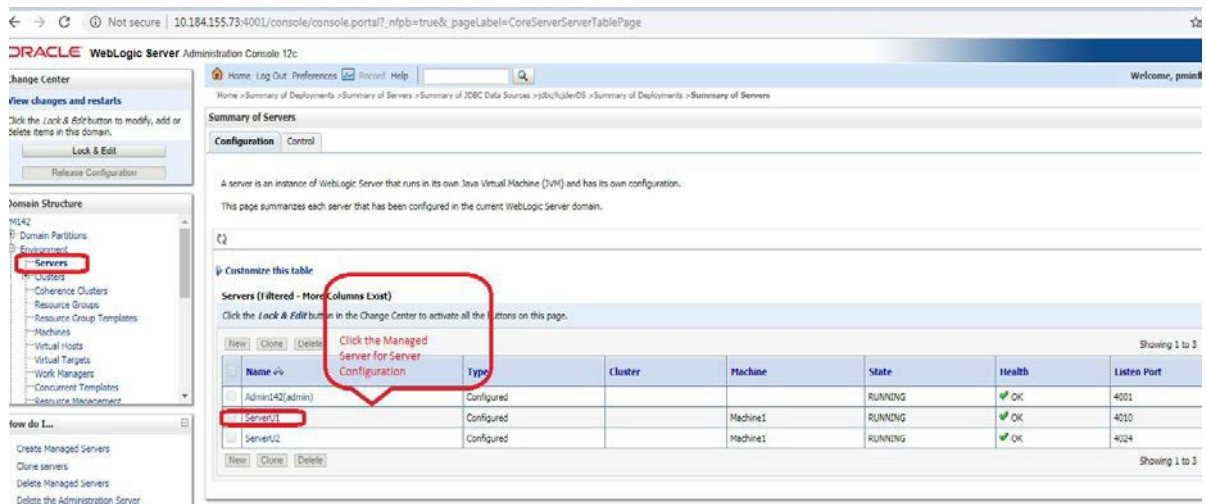 Not secure | 10.184.155.73:4001/console/console.portal?_nfpb=true&_pageLabel=CoreServerServerTablePage
ORACLE WebLogic Server Administration Console 12c
Change Center
View changes and restarts
Click the Lock & Edit button to modify, add or
delete items in this domain.
Lock & Edit
Release Configuration
Domain Structure
Domain Partitions
Environment
Servers
Clusters
Coherence Clusters
Resource Groups
Resource Group Templates
Machines
Virtual Hosts
Virtual Targets
Work Managers
Concurrent Templates
Resource Management
How do I...
Create Managed Servers
Clone servers
Delete Managed Servers
Delete the Administration Server
Home Log Out Preferences Record Help
Welcome,
Home >Summary of Deployments >Summary of Servers >Summary of JDBC Data Sources >jdbc/fcjdevDS >Summary of Deployments >Summary of Servers
Summary of Servers
Configuration Control
A server is an instance of WebLogic Server that runs in its own Java Virtual Machine (JVM) and has its own configuration.
This page summarizes each server that has been configured in the current WebLogic Server domain.
Customize this table
Servers (Filtered - More Columns Exist)
Click the Lock & Edit button in the Change Center to activate all the buttons on this page.
Click the Managed
Server for Server
Configuration
New Clone Delete Showing 1 to 3
Name Type Cluster Machine State Health Listen Port
Admin142(admin) Configured RUNNING OK 4001
ServerU1 Configured Machine1 RUNNING OK 4010
ServerU2 Configured Machine1 RUNNING OK 4024
New Clone Delete Showing 1 to 3